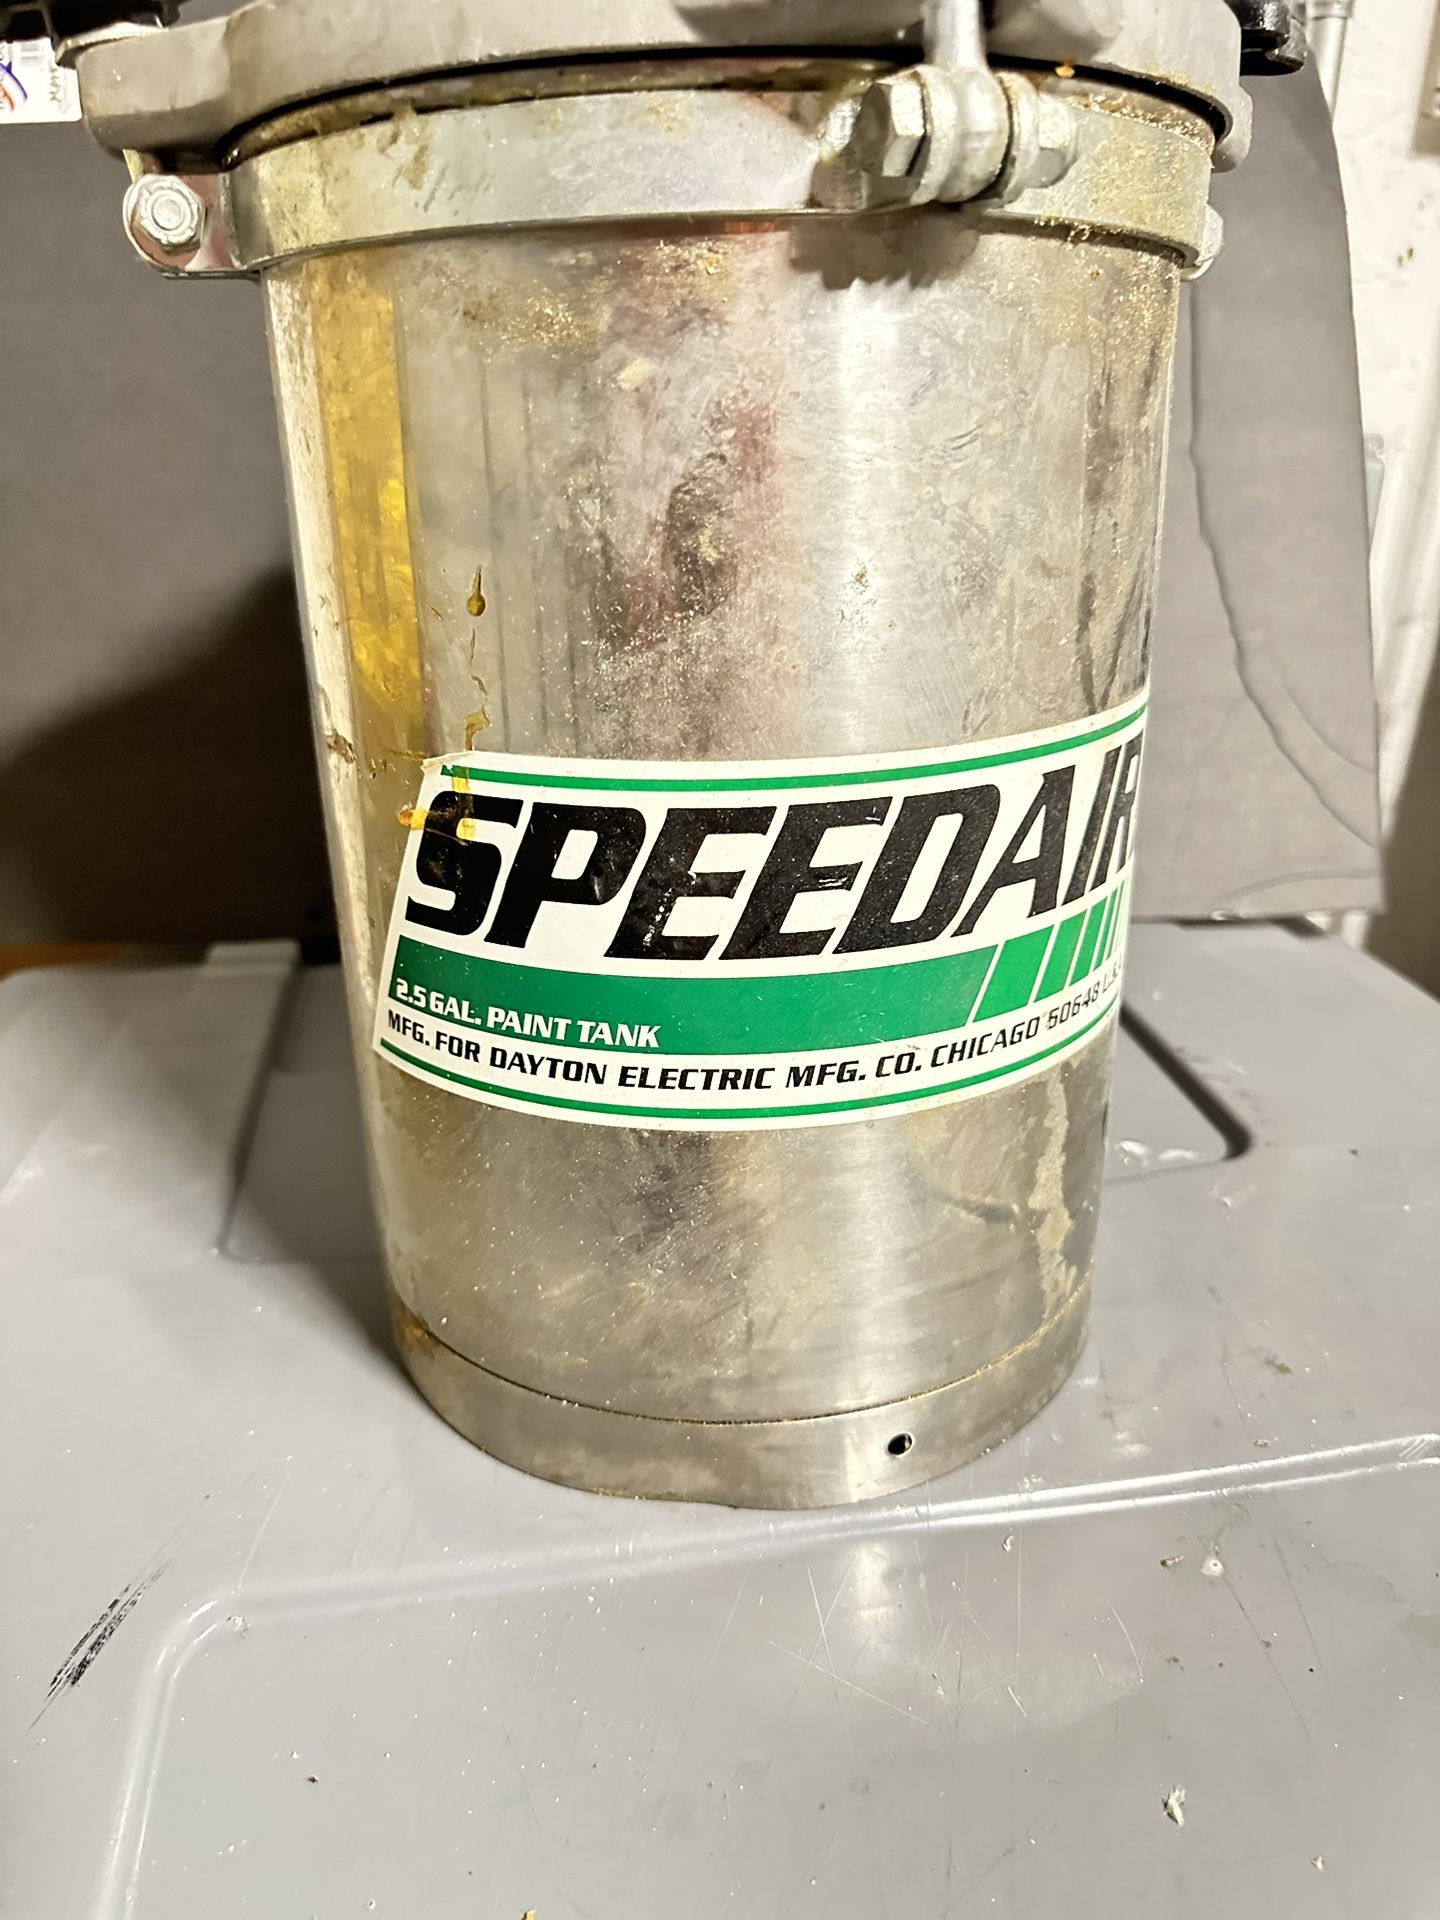 SPEEDAIR
2.5 GAL. PAINT TANK
MFG. FOR DAYTON ELECTRIC MFG. CO. CHICAGO 60648